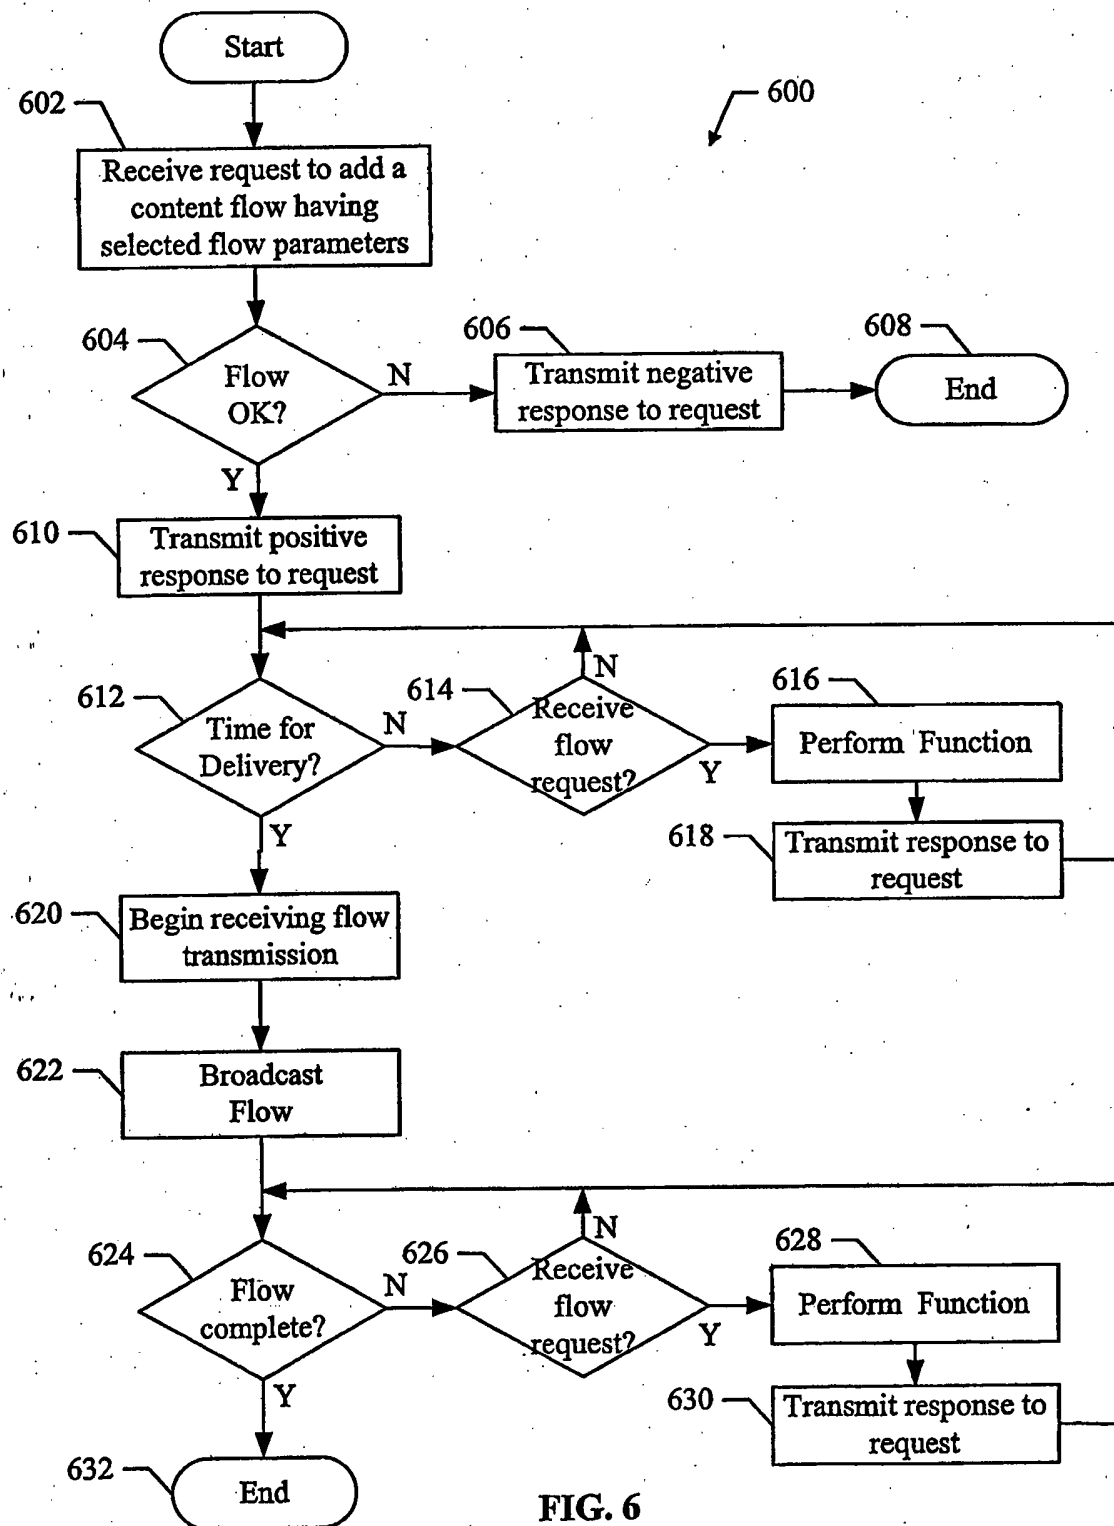 Start
602
600
Receive request to add a
content flow having
selected flow parameters
604
606
608
Flow
OK?
N
Transmit negative
response to request
End
Y
610
Transmit positive
response to request
612
614
N
616
Time for
Delivery?
N
Receive
flow
request?
Y
Perform Function
618
Transmit response to
request
Y
620
Begin receiving flow
transmission
622
Broadcast
Flow
624
626
N
628
Flow
complete?
N
Receive
flow
request?
Y
Perform Function
630
Transmit response to
request
Y
632
End
FIG. 6